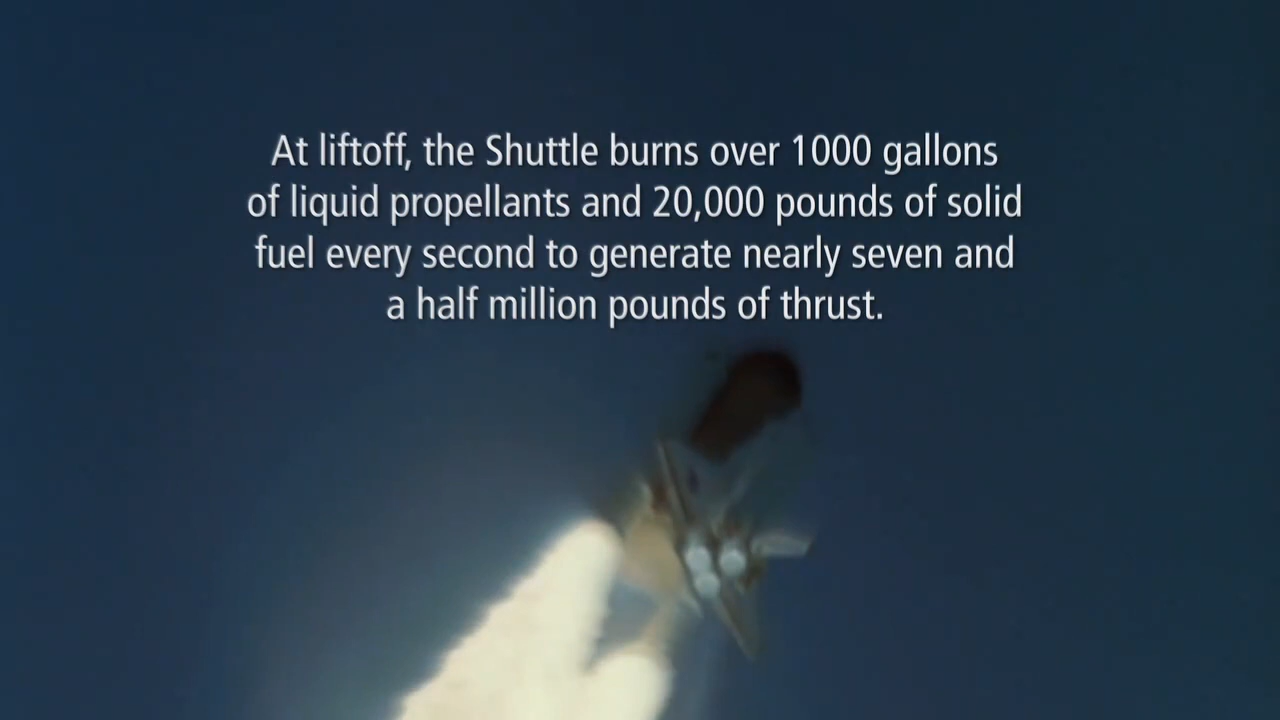 At liftoff, the Shuttle burns over 1000 gallons
of liquid propellants and 20,000 pounds of solid
fuel every second to generate nearly seven and
a half million pounds of thrust.